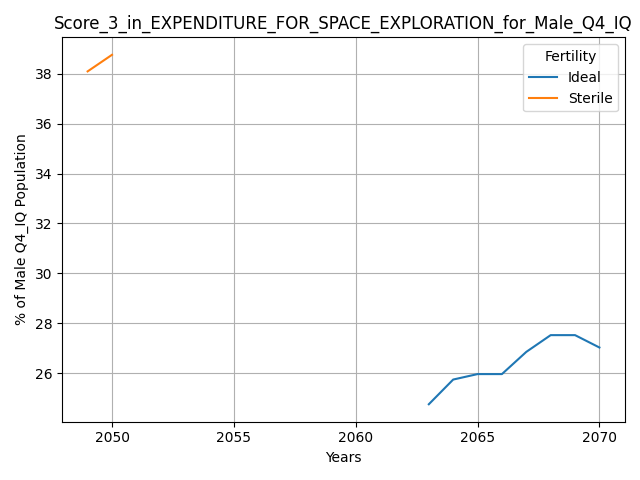 Score_3_in_EXPENDITURE_FOR_SPACE_EXPLORATION_for_Male_Q4_IQ
Fertility
Ideal
Sterile
% of Male Q4_IQ Population
38
36
34
32
30
28
26
2050 2055 2060 2065 2070
Years